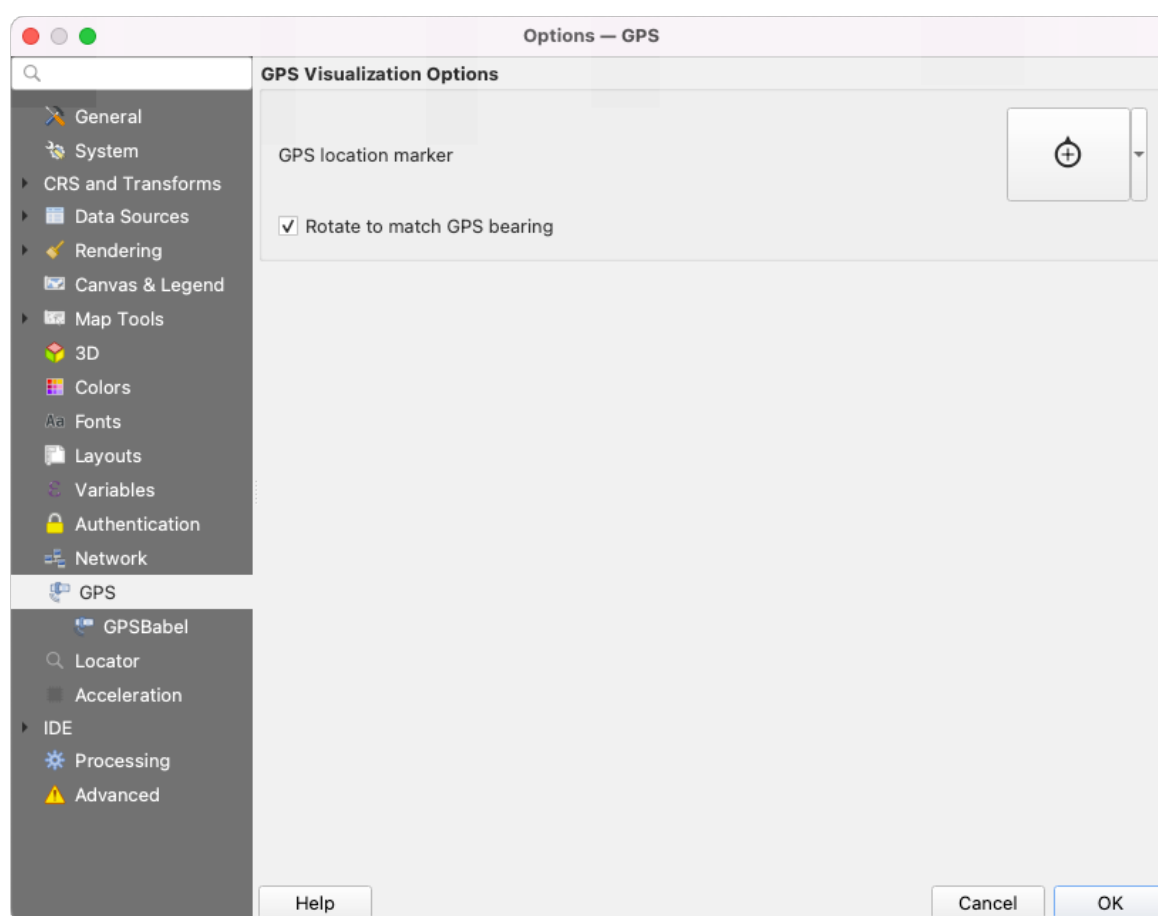 Options — GPS
GPS Visualization Options
General
System
CRS and Transforms
Data Sources
Rendering
Canvas & Legend
Map Tools
3D
Colors
Aa Fonts
Layouts
ε Variables
Authentication
Network
GPS
GPSBabel
Locator
Acceleration
IDE
Processing
Advanced
GPS location marker
Rotate to match GPS bearing
Help
Cancel
OK